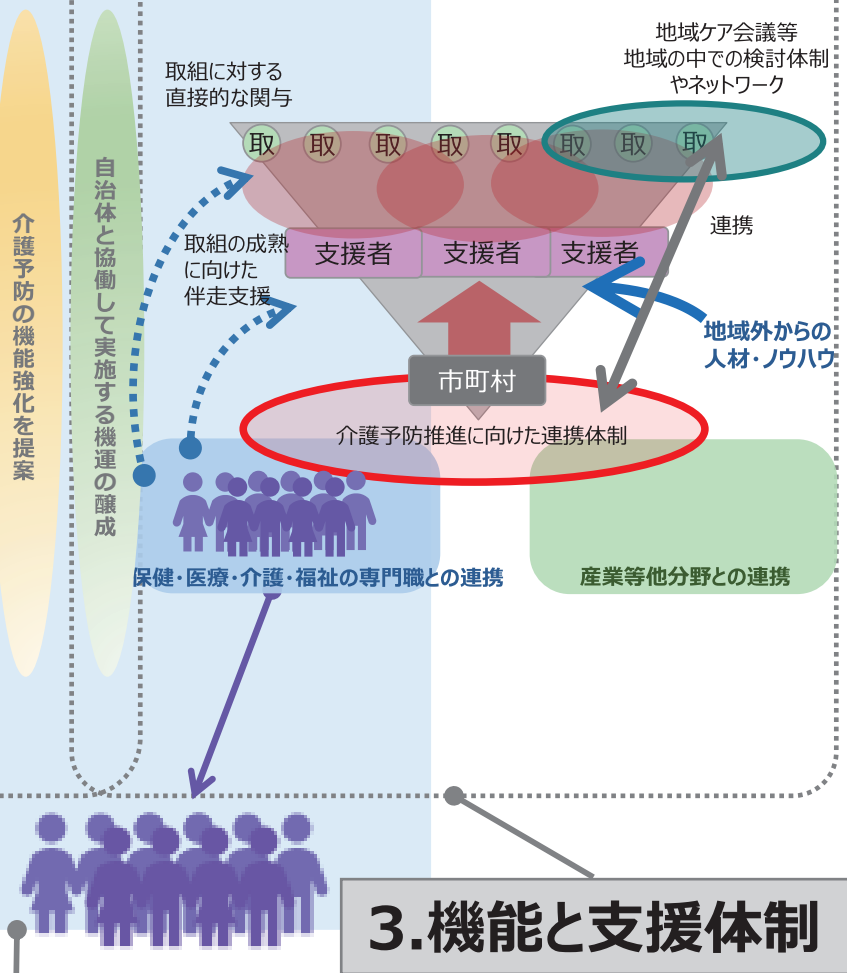 介護予防の機能強化を提案
自治体と協働して実施する機運の醸成
取組に対する
直接的な関与
地域ケア会議等
地域の中での検討体制
やネットワーク
取 取 取 取 取 取 取 取
取組の成熟
に向けた
伴走支援
支援者 支援者 支援者
連携
地域外からの
人材・ノウハウ
市町村
介護予防推進に向けた連携体制
保健・医療・介護・福祉の専門職との連携
産業等他分野との連携
3.機能と支援体制